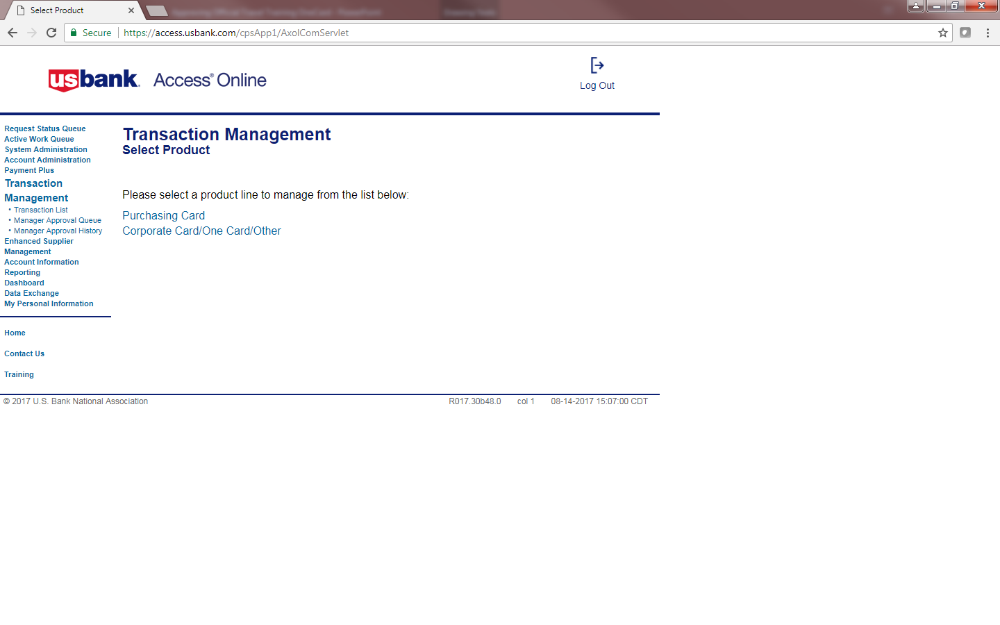 Select Product
Secure https://access.usbank.com/cpsApp1/AxolComServlet
usbank. Access® Online
Log Out
Request Status Queue
Active Work Queue
System Administration
Account Administration
Payment Plus
Transaction
Management
• Transaction List
• Manager Approval Queue
• Manager Approval History
Enhanced Supplier
Management
Account Information
Reporting
Dashboard
Data Exchange
My Personal Information
Home
Contact Us
Training
Transaction Management
Select Product
Please select a product line to manage from the list below:
Purchasing Card
Corporate Card/One Card/Other
© 2017 U.S. Bank National Association
R017.30b48.0 col 1 08-14-2017 15:07:00 CDT